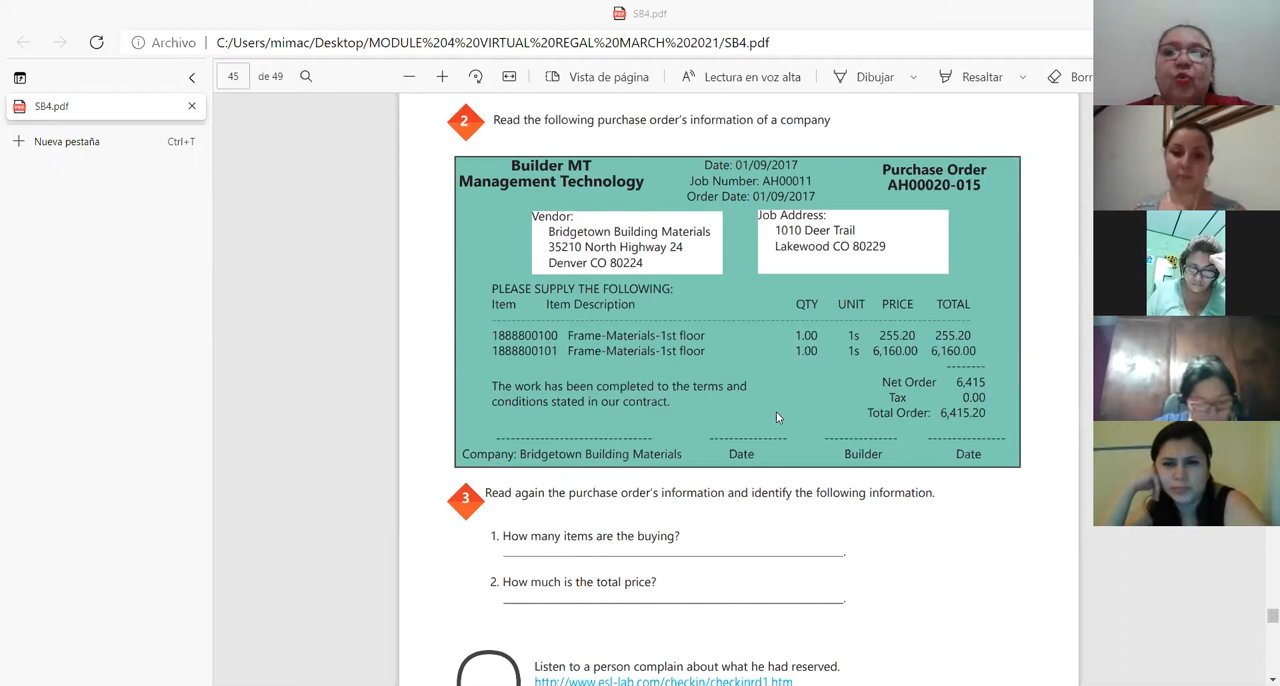 SB4.pdf
Archivo C:/Users/mimac/Desktop/MODULE%204%20VIRTUAL%20REGAL%20MARCH%202021/SB4.pdf
45 de 49 Vista de página Lectura en voz alta Dibujar Resaltar Borr
SB4.pdf
Nueva pestaña Ctrl+T
2 Read the following purchase order's information of a company
Builder MT
Management Technology
Date: 01/09/2017
Job Number: AH00011
Order Date: 01/09/2017
Purchase Order
AH00020-015
Vendor:
Bridgetown Building Materials
35210 North Highway 24
Denver CO 80224
Job Address:
1010 Deer Trail
Lakewood CO 80229
PLEASE SUPPLY THE FOLLOWING:
Item Item Description QTY UNIT PRICE TOTAL
1888800100 Frame-Materials-1st floor 1.00 1s 255.20 255.20
1888800101 Frame-Materials-1st floor 1.00 1s 6,160.00 6,160.00
The work has been completed to the terms and
conditions stated in our contract.
Net Order 6,415
Tax 0.00
Total Order: 6,415.20
Company: Bridgetown Building Materials Date Builder Date
3 Read again the purchase order's information and identify the following information.
1. How many items are the buying?
2. How much is the total price?
Listen to a person complain about what he had reserved.
http://www.esl-lab.com/checkin/checkinrd1.htm